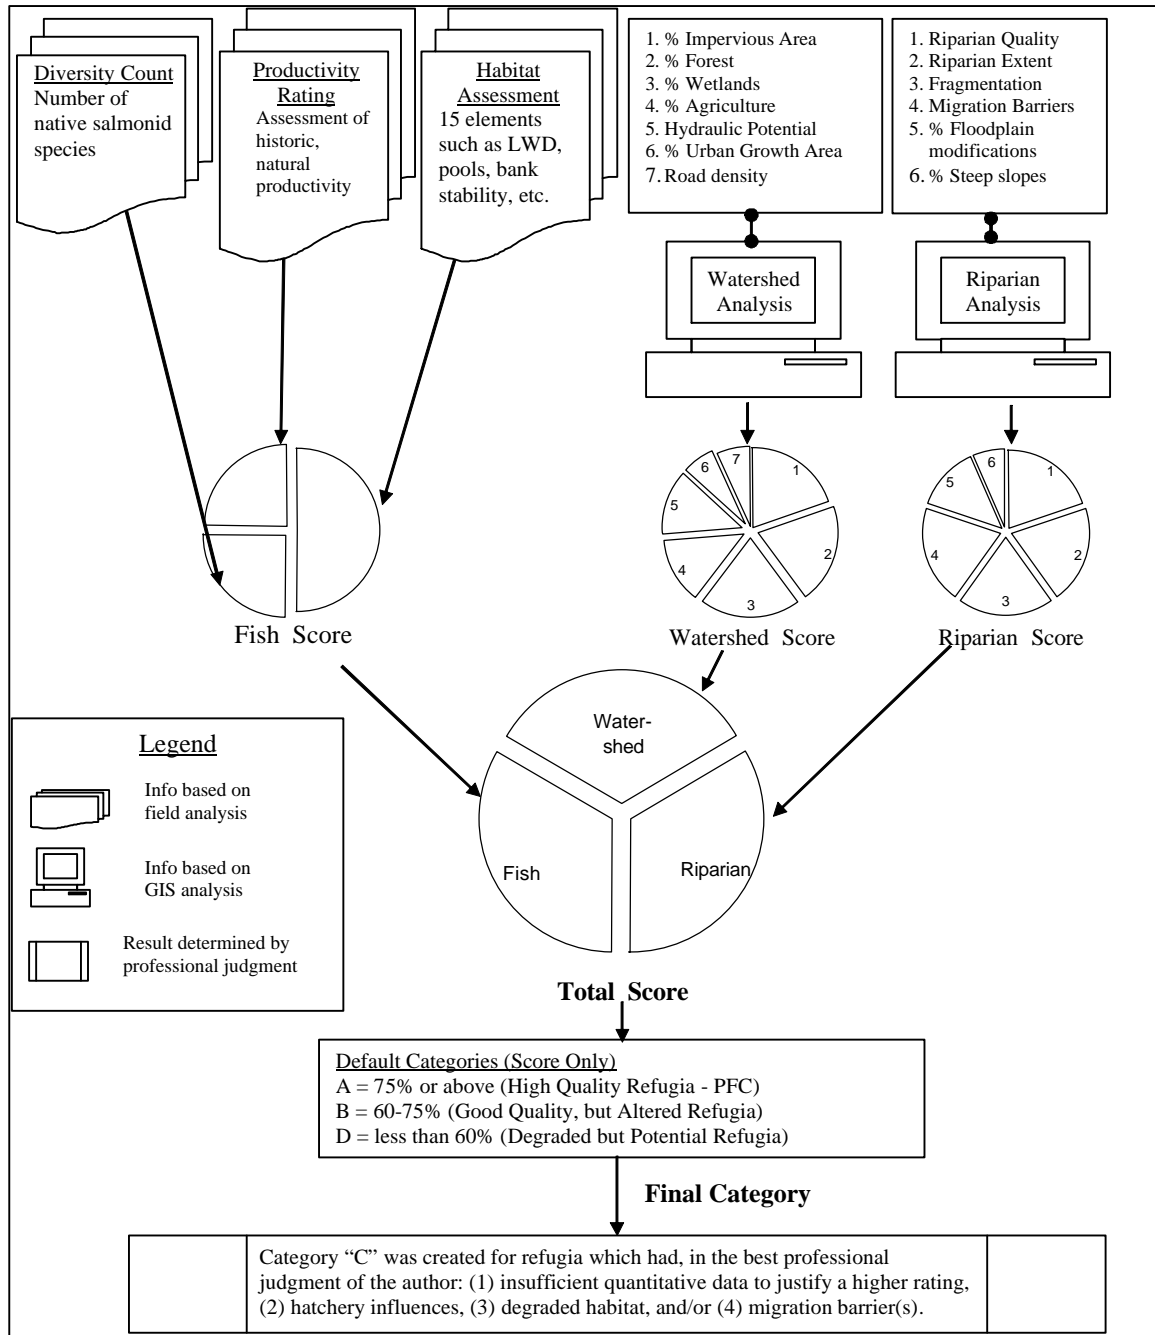 Diversity Count
Number of
native salmonid
species
Productivity
Rating
Assessment of
historic,
natural
productivity
Habitat
Assessment
15 elements
such as LWD,
pools, bank
stability, etc.
1. % Impervious Area
2. % Forest
3. % Wetlands
4. % Agriculture
5. Hydraulic Potential
6. % Urban Growth Area
7. Road density
1. Riparian Quality
2. Riparian Extent
3. Fragmentation
4. Migration Barriers
5. % Floodplain
modifications
6. % Steep slopes
Watershed
Analysis
Riparian
Analysis
Fish Score
1
2
3
4
5
6
7
Watershed Score
1
2
3
4
5
6
Riparian Score
Water-
shed
Fish
Riparian
Total Score
Legend
Info based on
field analysis
Info based on
GIS analysis
Result determined by
professional judgment
Default Categories (Score Only)
A = 75% or above (High Quality Refugia - PFC)
B = 60-75% (Good Quality, but Altered Refugia)
D = less than 60% (Degraded but Potential Refugia)
Final Category
Category “C” was created for refugia which had, in the best professional
judgment of the author: (1) insufficient quantitative data to justify a higher rating,
(2) hatchery influences, (3) degraded habitat, and/or (4) migration barrier(s).